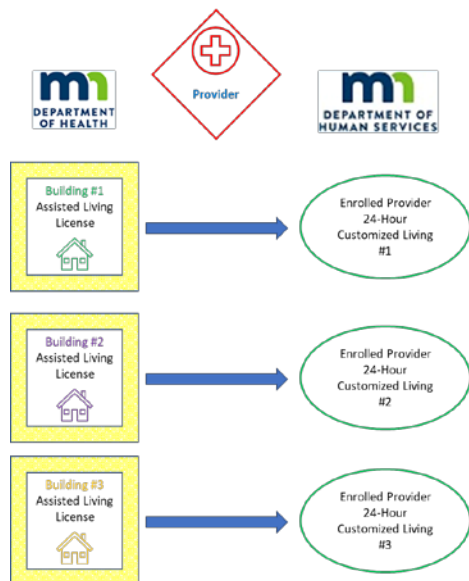 Provider
mn
DEPARTMENT
OF HEALTH
mn
DEPARTMENT OF
HUMAN SERVICES
Building #1
Assisted Living
License
Enrolled Provider
24-Hour
Customized Living
#1
Building #2
Assisted Living
License
Enrolled Provider
24-Hour
Customized Living
#2
Building #3
Assisted Living
License
Enrolled Provider
24-Hour
Customized Living
#3